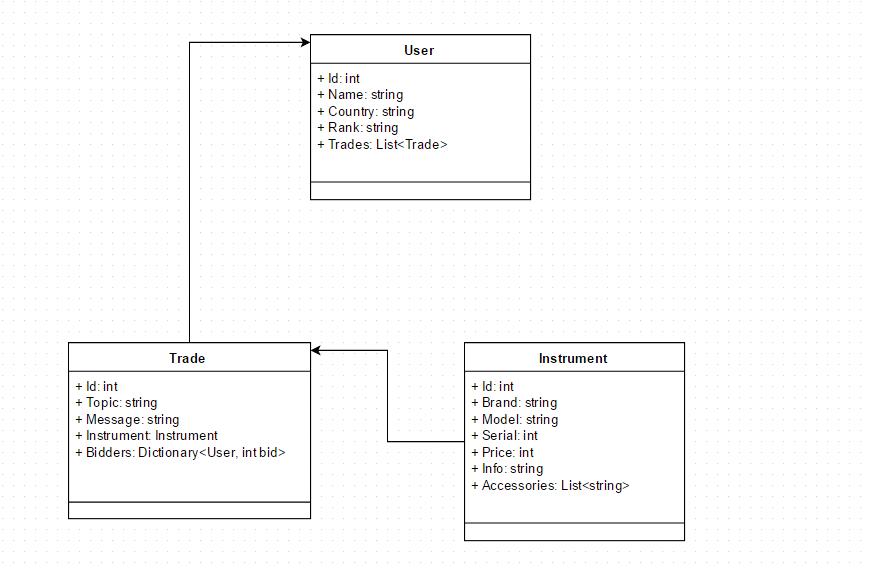 User
+ Id: int
+ Name: string
+ Country: string
+ Rank: string
+ Trades: List<Trade>
Trade
+ Id: int
+ Topic: string
+ Message: string
+ Instrument: Instrument
+ Bidders: Dictionary<User, int bid>
Instrument
+ Id: int
+ Brand: string
+ Model: string
+ Serial: int
+ Price: int
+ Info: string
+ Accessories: List<string>